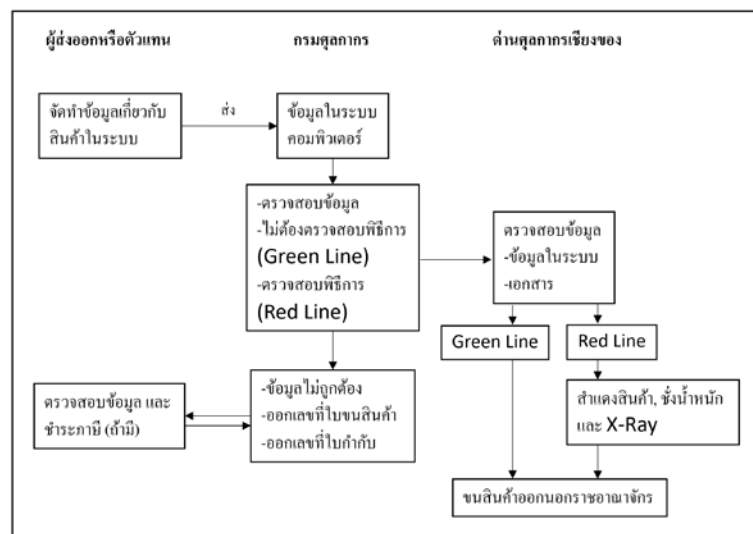 ผู้ส่งออกหรือตัวแทน
กรมศุลกากร
ด่านศุลกากรเชียงของ
จัดทำข้อมูลเกี่ยวกับ
สินค้าในระบบ
ส่ง
ข้อมูลในระบบ
คอมพิวเตอร์
-ตรวจสอบข้อมูล
-ไม่ต้องตรวจสอบพิธีการ
(Green Line)
-ตรวจสอบพิธีการ
(Red Line)
ตรวจสอบข้อมูล
-ข้อมูลในระบบ
-เอกสาร
Green Line
Red Line
ตรวจสอบข้อมูล และ
ชำระภาษี (ถ้ามี)
-ข้อมูลไม่ถูกต้อง
-ออกเลขที่ใบขนสินค้า
-ออกเลขที่ใบกำกับ
สำแดงสินค้า, ชั่งน้ำหนัก
และ X-Ray
ขนสินค้าออกนอกราชอาณาจักร